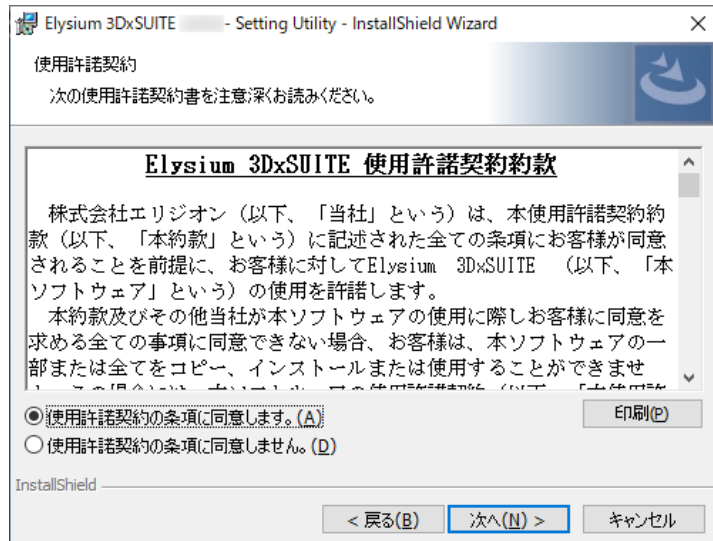 Elysium 3DxSUITE - Setting Utility - InstallShield Wizard
使用許諾契約
次の使用許諾契約書を注意深くお読みください。
Elysium 3DxSUITE 使用許諾契約約款
株式会社エリジオン（以下、「当社」という）は、本使用許諾契約約
款（以下、「本約款」という）に記述された全ての条項にお客様が同意
されることを前提に、お客様に対してElysium 3DxSUITE （以下、「本
ソフトウェア」という）の使用を許諾します。
本約款及びその他当社が本ソフトウェアの使用に際しお客様に同意を
求める全ての事項に同意できない場合、お客様は、本ソフトウェアの一
部または全てをコピー、インストールまたは使用することができませ
使用許諾契約の条項に同意します。(A)
印刷(P)
使用許諾契約の条項に同意しません。(D)
InstallShield
< 戻る(B)
次へ(N) >
キャンセル